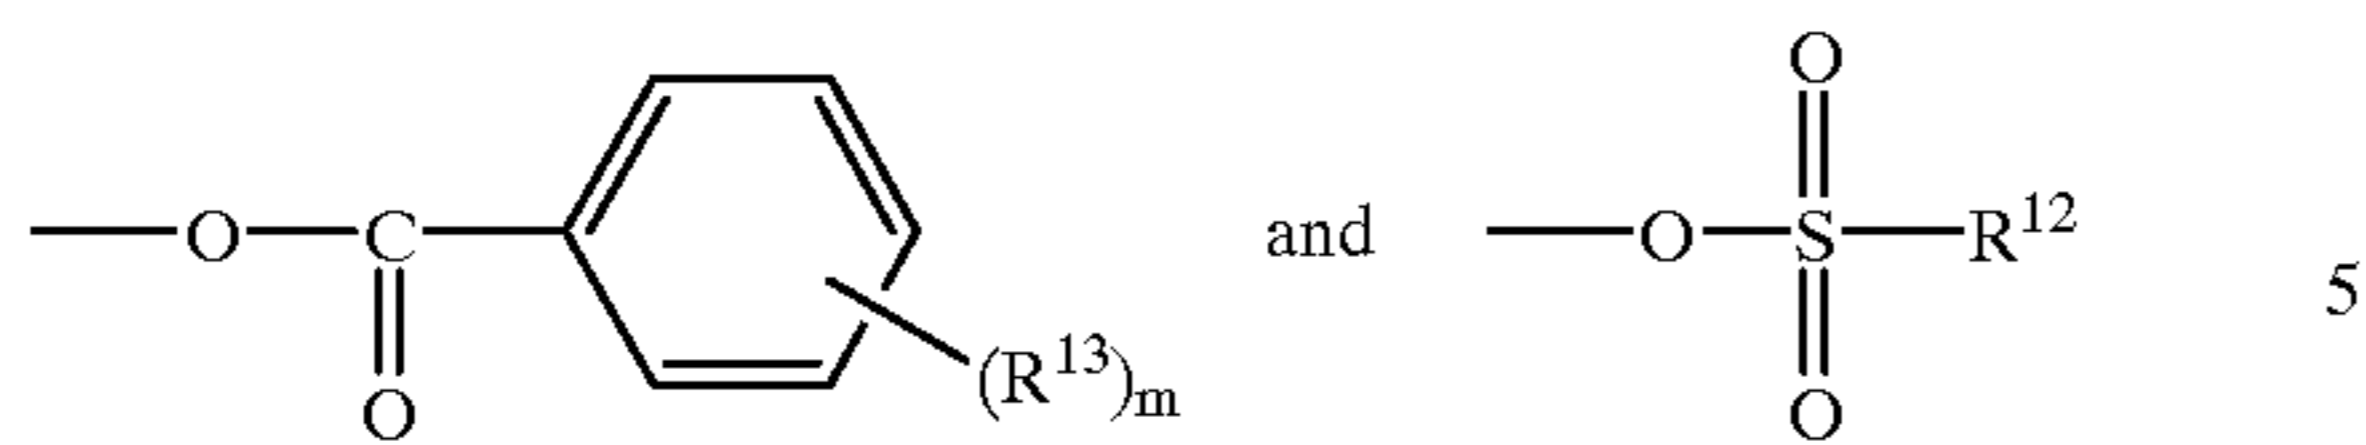 O
O C and O S R¹²
5
(R¹³)ₘ
O O